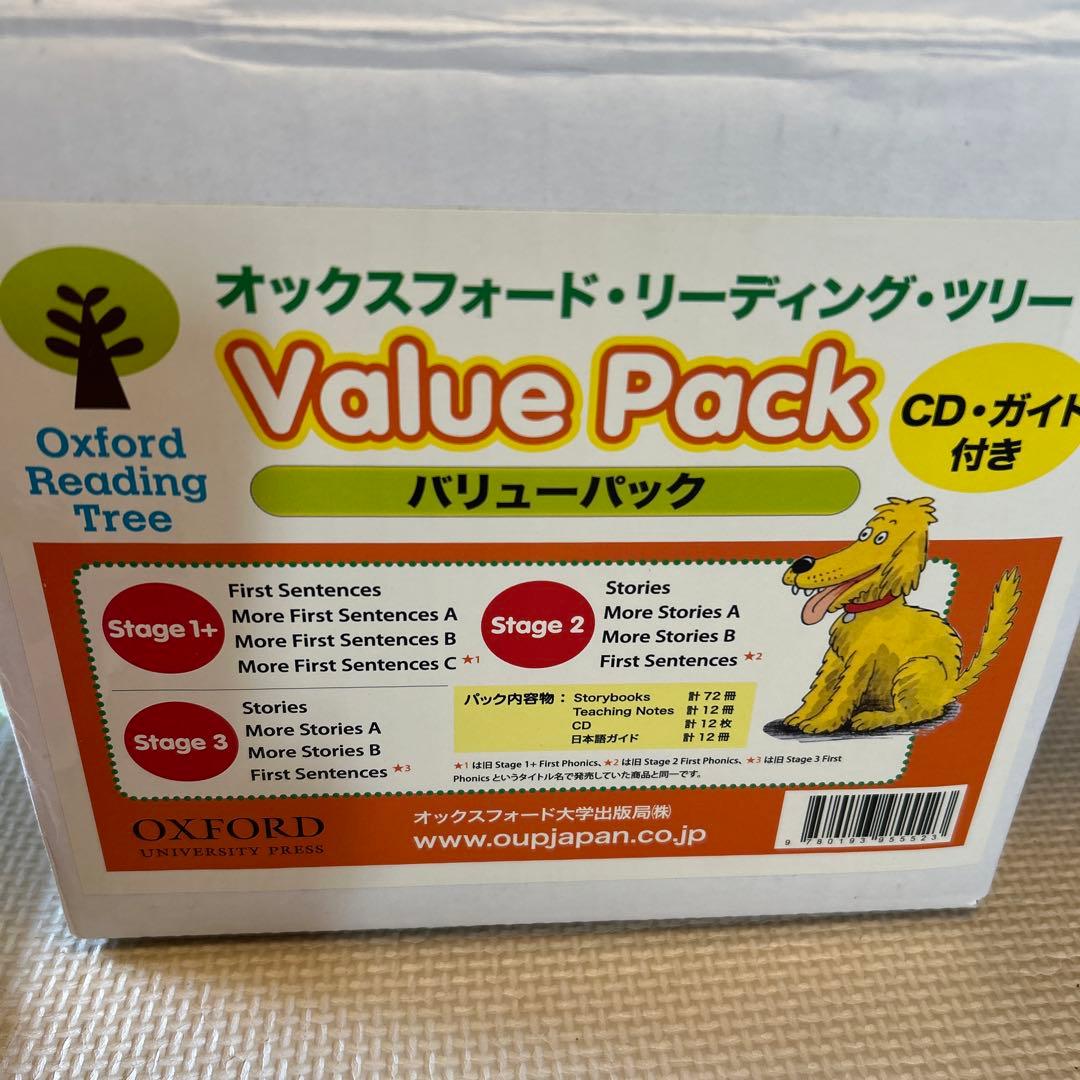 オックスフォード・リーディング・ツリー
Value Pack
CD・ガイド
付き
バリューパック
Oxford
Reading
Tree
Stage 1+
First Sentences
More First Sentences A
More First Sentences B
More First Sentences C ★1
Stage 2
Stories
More Stories A
More Stories B
First Sentences ★2
Stage 3
Stories
More Stories A
More Stories B
First Sentences ★3
パック内容物： Storybooks 計 72 冊
Teaching Notes 計 12 冊
CD 計 12 枚
日本語ガイド 計 12 冊
★1 は旧 Stage 1+ First Phonics、★2 は旧 Stage 2 First Phonics、★3 は旧 Stage 3 First
Phonics というタイトル名で発売していた商品と同一です。
OXFORD
UNIVERSITY PRESS
オックスフォード大学出版局㈱
www.oupjapan.co.jp
9 780193 955523